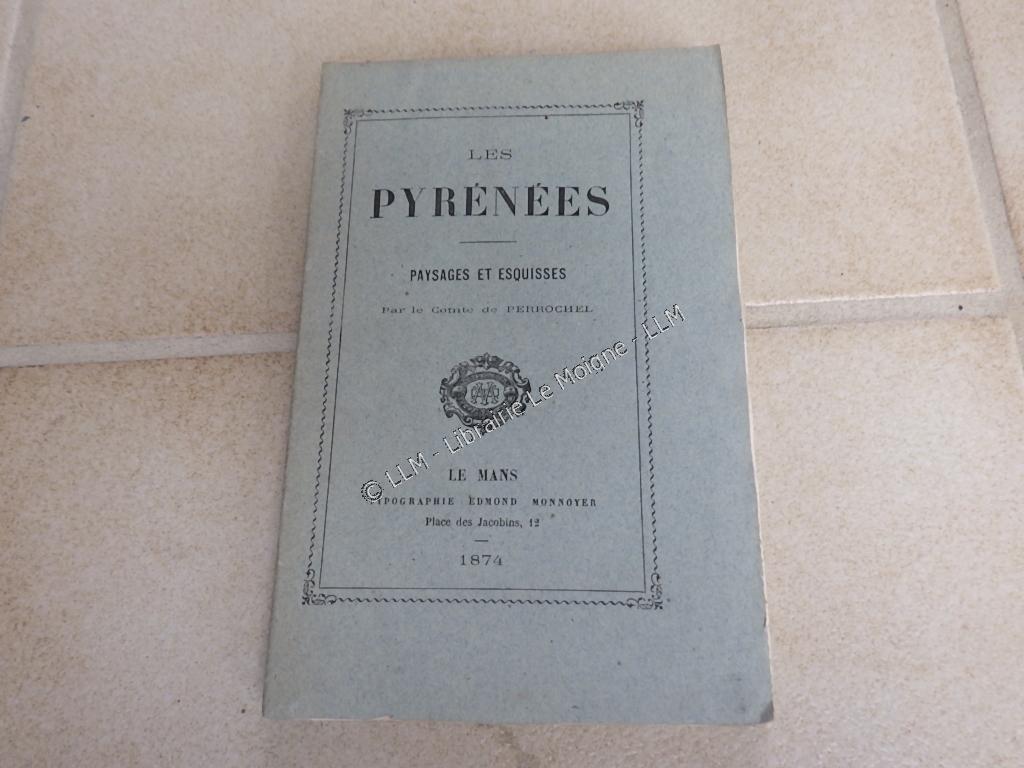 LES
PYRÉNÉES
PAYSAGES ET ESQUISSES
Par le Comte de PERROCHEL
© LLM - Librairie Le Moigne - LLM
LE MANS
TYPOGRAPHIE EDMOND MONNOYER
Place des Jacobins, 12
1874